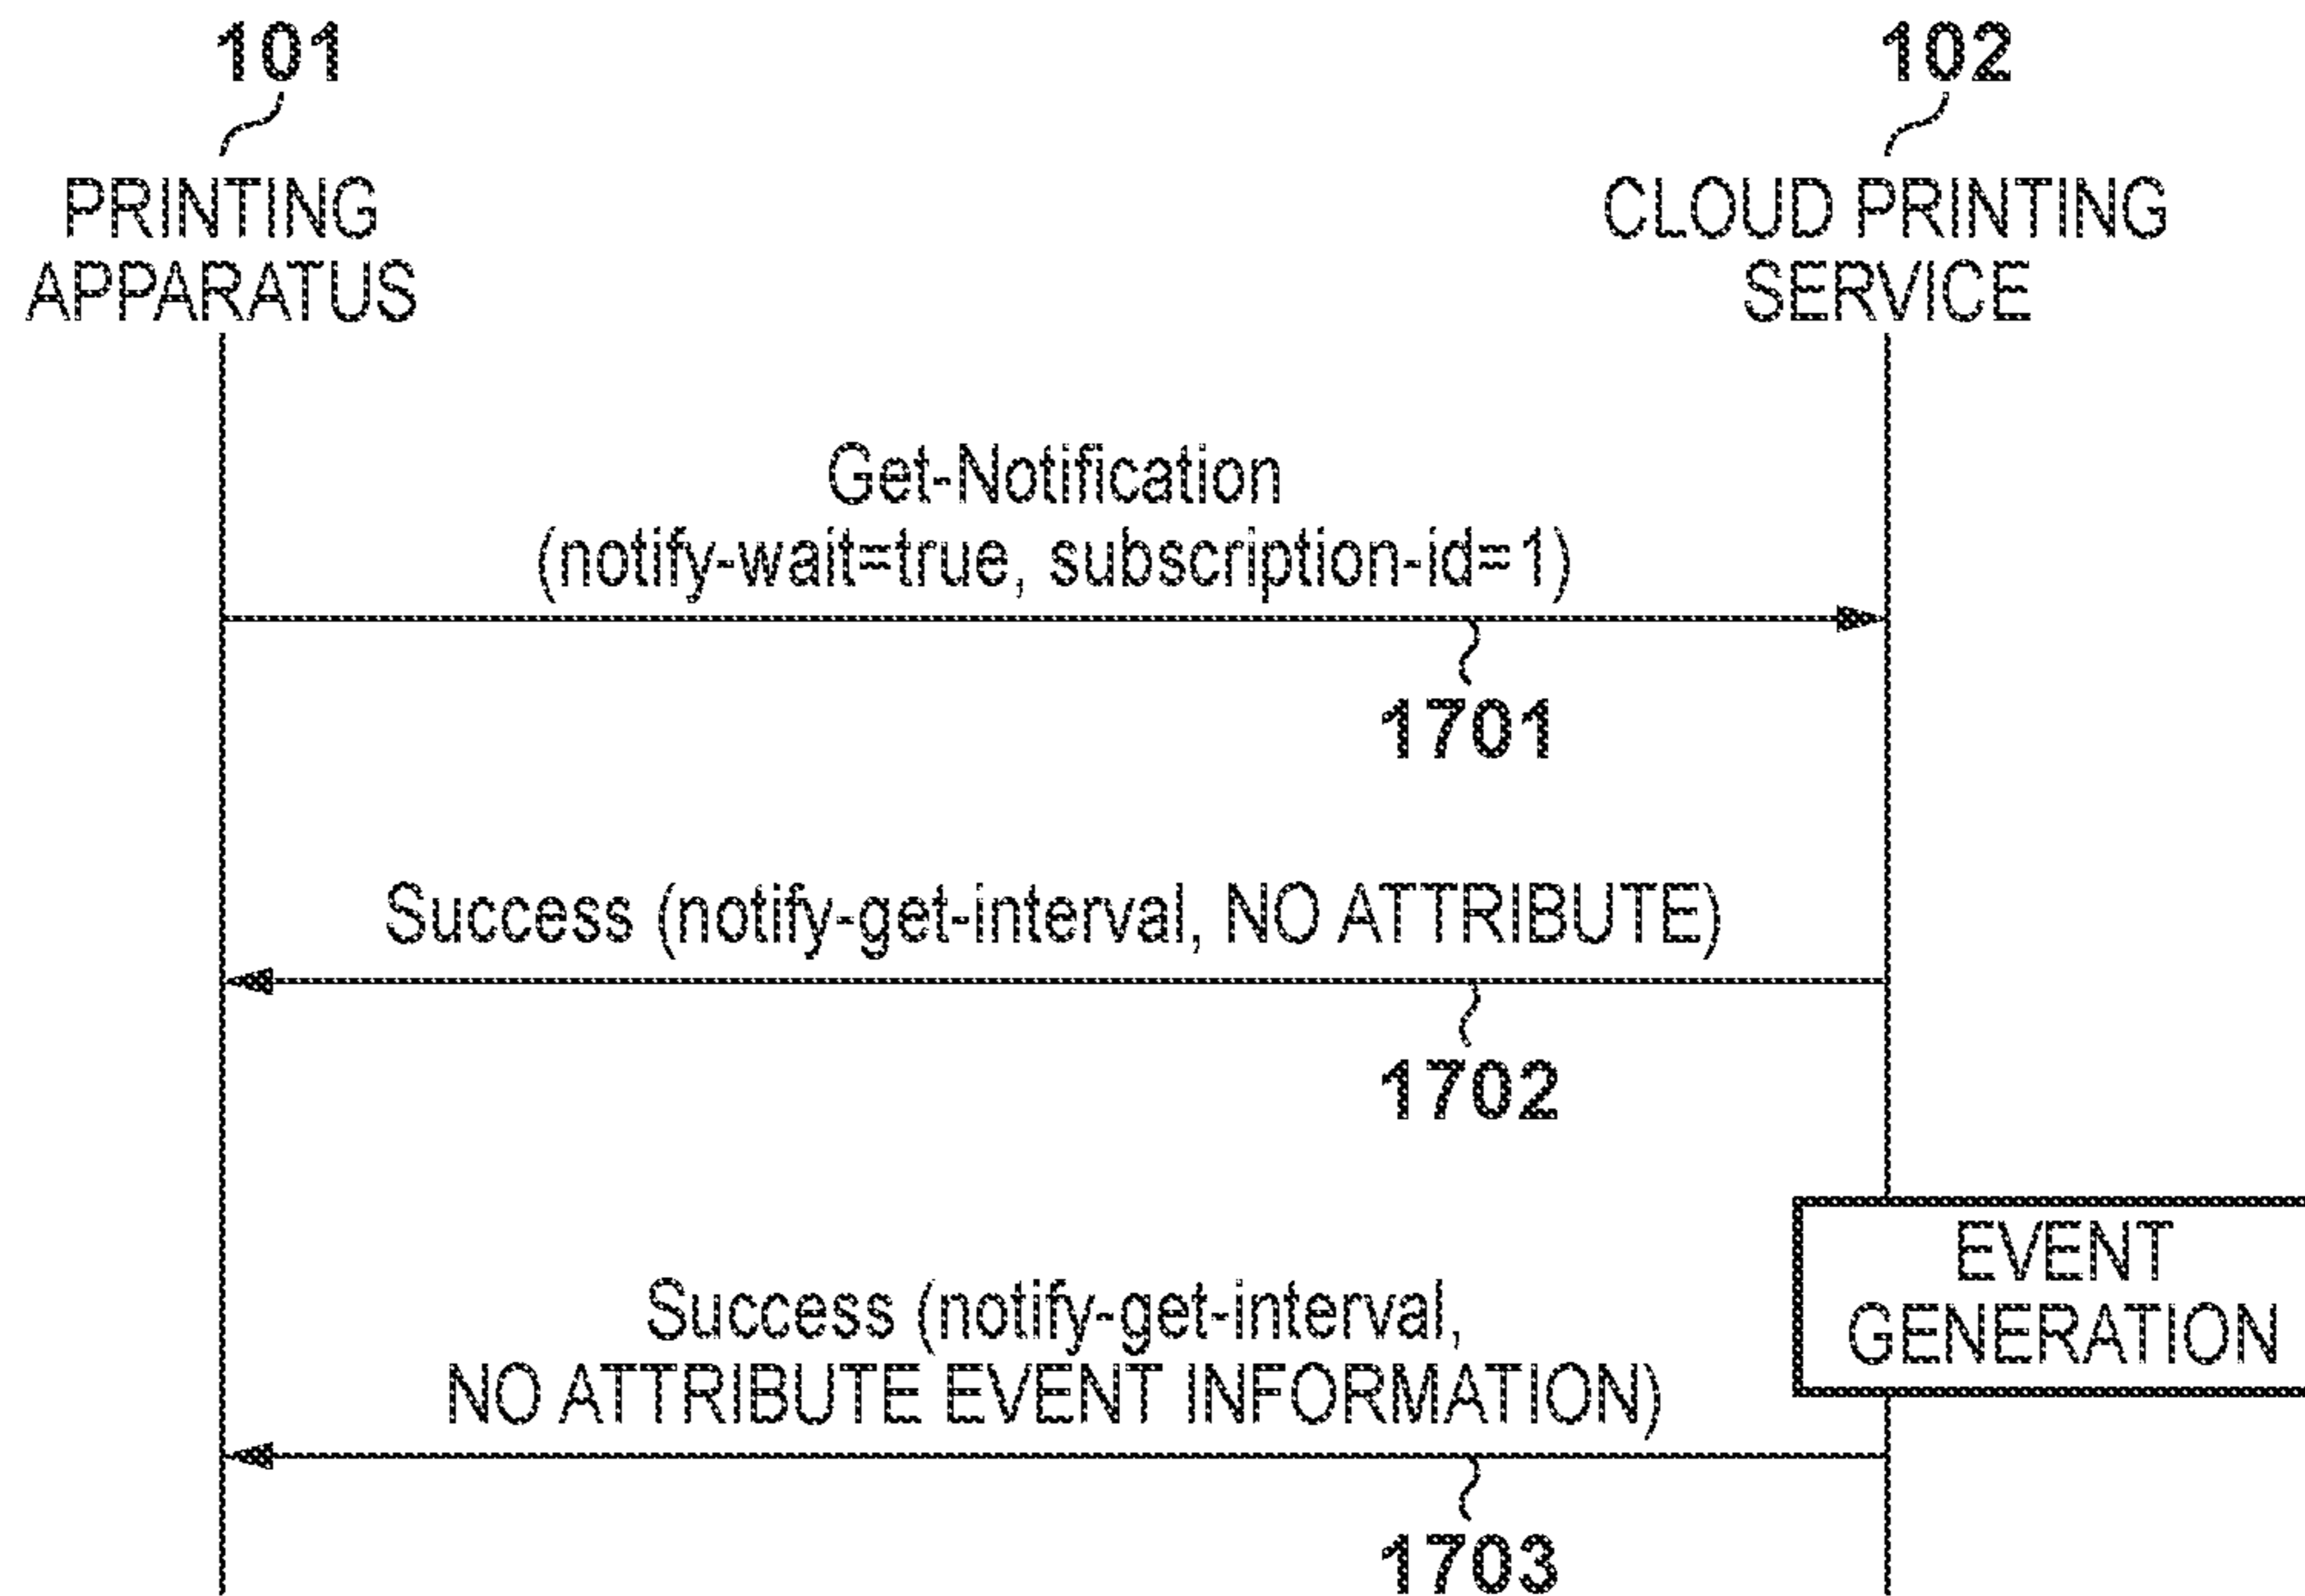 101
102
PRINTING
APPARATUS
CLOUD PRINTING
SERVICE
Get-Notification
(notify-wait=true, subscription-id=1)
1701
Success (notify-get-interval, NO ATTRIBUTE)
1702
EVENT
GENERATION
Success (notify-get-interval,
NO ATTRIBUTE EVENT INFORMATION)
1703